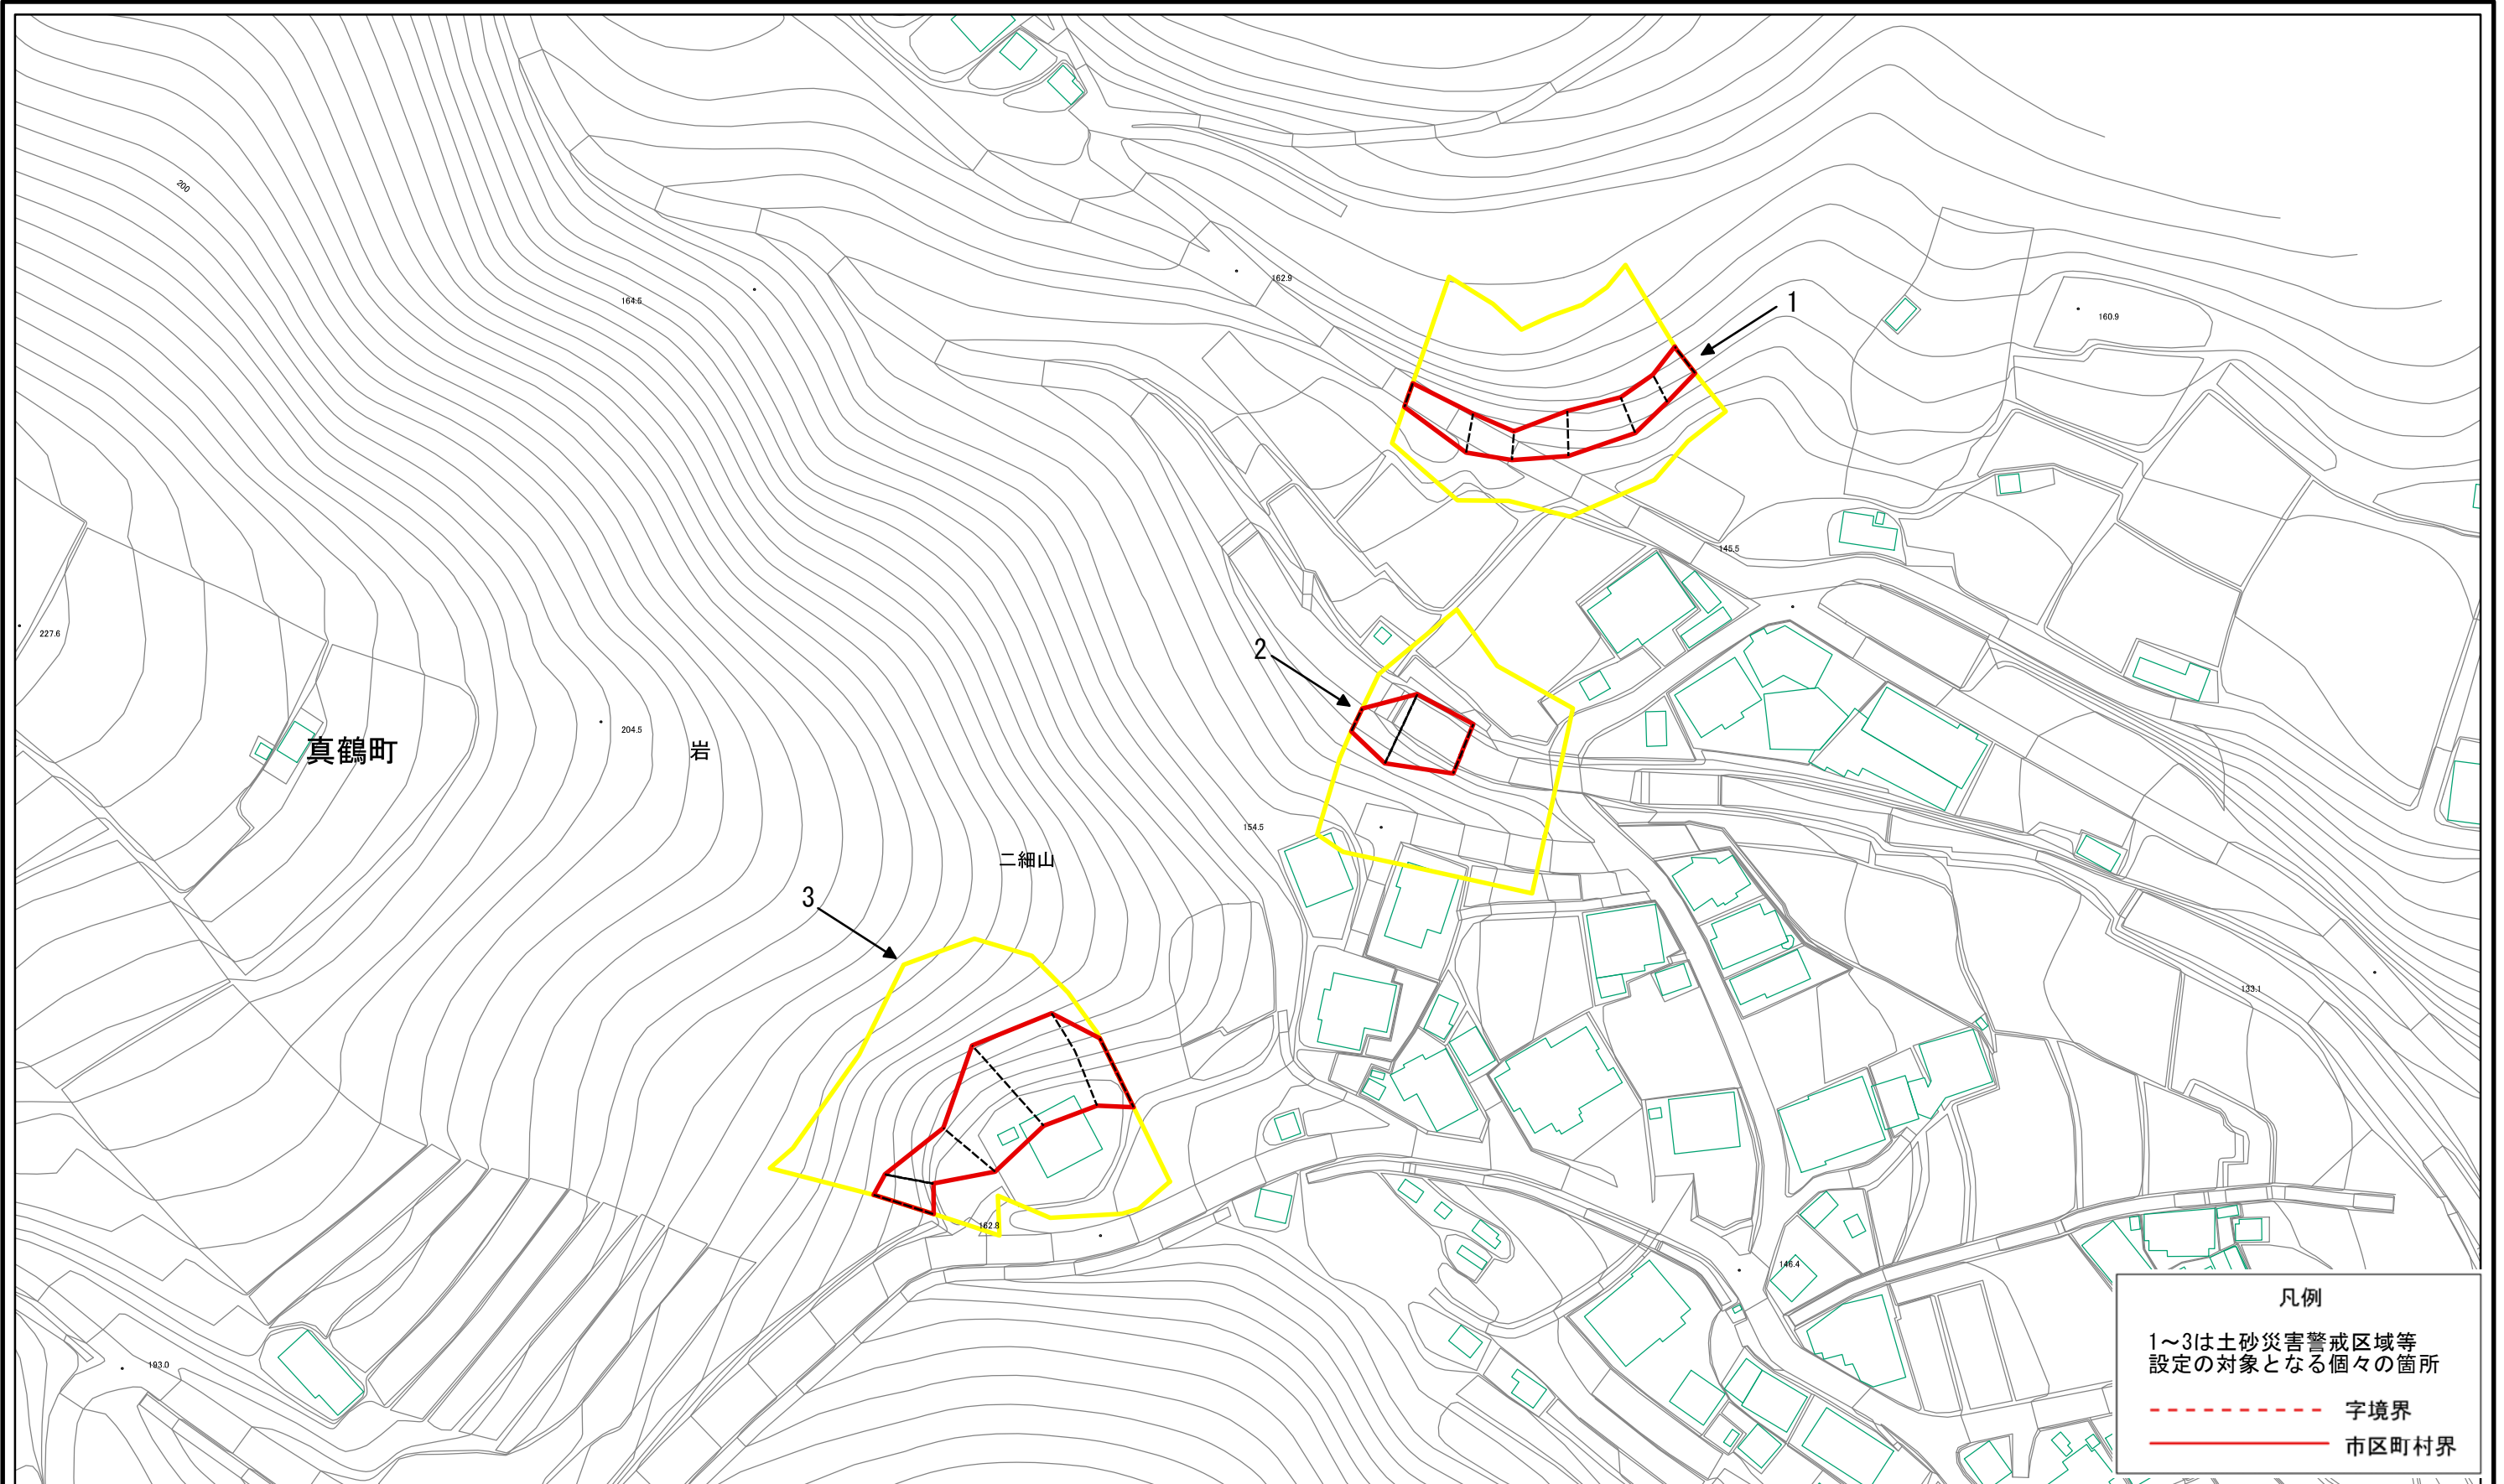 200
162.9
1
164.5
160.9
145.5
227.6
2
204.5
真鶴町
岩
154.5
二細山
3
133.1
162.8
146.4
193.0
凡例
1～3は土砂災害警戒区域等
設定の対象となる個々の箇所
字境界
市区町村界